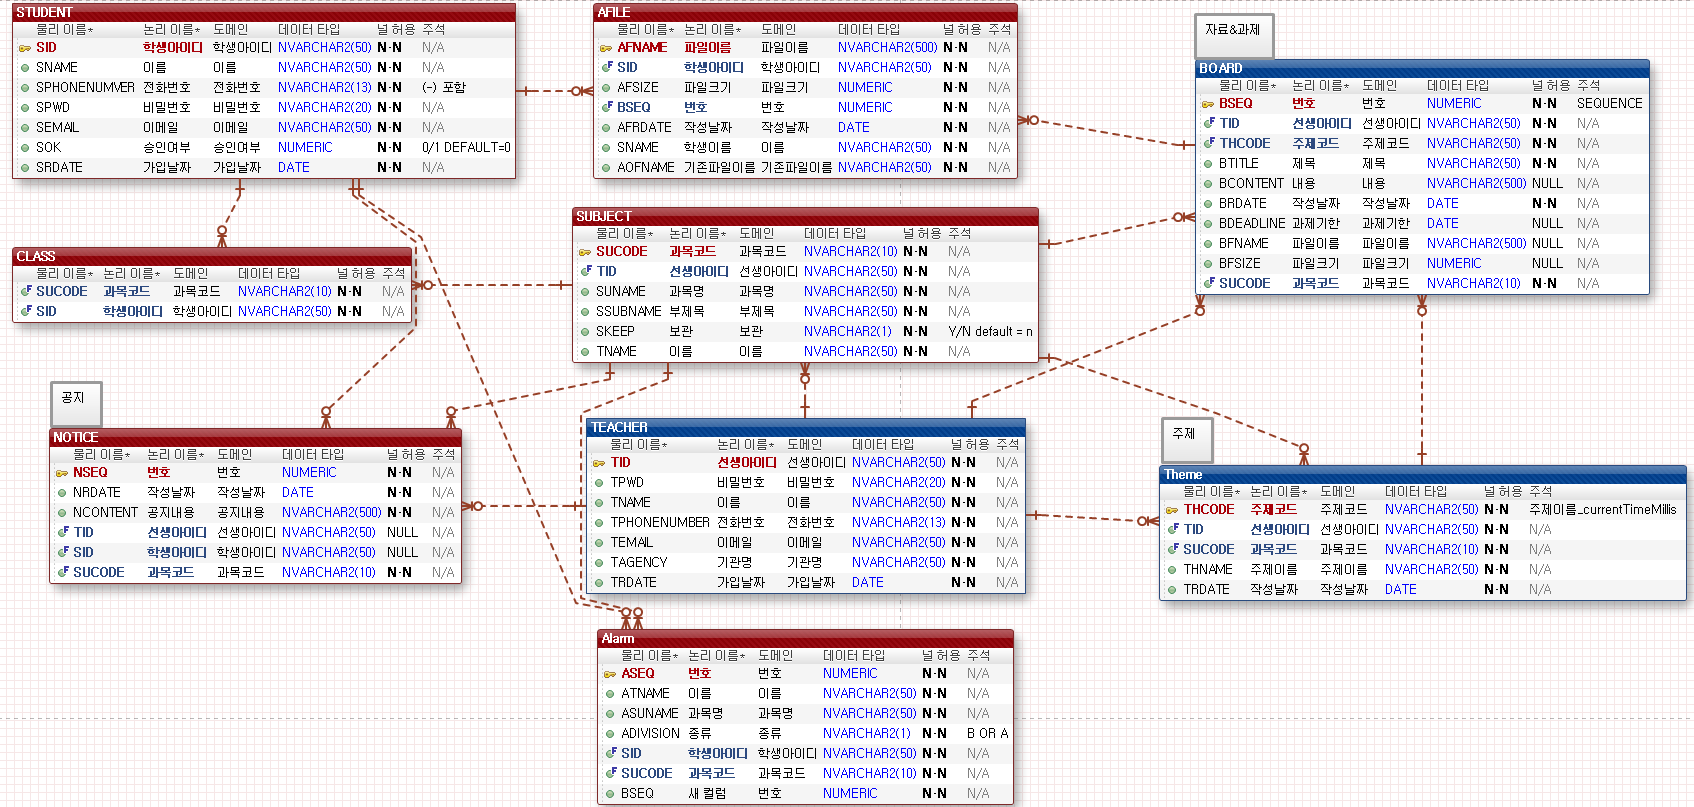 STUDENT
물리 이름* 논리 이름* 도메인 데이터 타입 널 허용 주석
SID 학생아이디 학생아이디 NVARCHAR2(50) N-N N/A
SNAME 이름 이름 NVARCHAR2(50) N-N N/A
SPHONENUMVER 전화번호 전화번호 NVARCHAR2(13) N-N (-) 포함
SPWD 비밀번호 비밀번호 NVARCHAR2(20) N-N N/A
SEMAIL 이메일 이메일 NVARCHAR2(50) N-N N/A
SOK 승인여부 승인여부 NUMERIC N-N 0/1 DEFAULT=0
SRDATE 가입날짜 가입날짜 DATE N-N N/A
AFILE
물리 이름* 논리 이름* 도메인 데이터 타입 널 허용 주석
AFNAME 파일이름 파일이름 NVARCHAR2(500) N-N N/A
SID 학생아이디 학생아이디 NVARCHAR2(50) N-N N/A
AFSIZE 파일크기 파일크기 NUMERIC N-N N/A
BSEQ 번호 번호 NUMERIC N-N N/A
AFRDATE 작성날짜 작성날짜 DATE N-N N/A
SNAME 학생이름 이름 NVARCHAR2(50) N-N N/A
AOFNAME 기존파일이름 기존파일이름 NVARCHAR2(50) N-N N/A
자료&과제
BOARD
물리 이름* 논리 이름* 도메인 데이터 타입 널 허용 주석
BSEQ 번호 번호 NUMERIC N-N SEQUENCE
TID 선생아이디 선생아이디 NVARCHAR2(50) N-N N/A
THCODE 주제코드 주제코드 NVARCHAR2(50) N-N N/A
BTITLE 제목 제목 NVARCHAR2(50) N-N N/A
BCONTENT 내용 내용 NVARCHAR2(500) NULL N/A
BRDATE 작성날짜 작성날짜 DATE N-N N/A
BDEADLINE 과제기한 과제기한 DATE NULL N/A
BFNAME 파일이름 파일이름 NVARCHAR2(500) NULL N/A
BFSIZE 파일크기 파일크기 NUMERIC NULL N/A
SUCODE 과목코드 과목코드 NVARCHAR2(10) N-N N/A
CLASS
물리 이름* 논리 이름* 도메인 데이터 타입 널 허용 주석
SUCODE 과목코드 과목코드 NVARCHAR2(10) N-N N/A
SID 학생아이디 학생아이디 NVARCHAR2(50) N-N N/A
SUBJECT
물리 이름* 논리 이름* 도메인 데이터 타입 널 허용 주석
SUCODE 과목코드 과목코드 NVARCHAR2(10) N-N N/A
TID 선생아이디 선생아이디 NVARCHAR2(50) N-N N/A
SUNAME 과목명 과목명 NVARCHAR2(50) N-N N/A
SSUBNAME 부제목 부제목 NVARCHAR2(50) N-N N/A
SKEEP 보관 보관 NVARCHAR2(1) N-N Y/N default = n
TNAME 이름 이름 NVARCHAR2(50) N-N N/A
공지
NOTICE
물리 이름* 논리 이름* 도메인 데이터 타입 널 허용 주석
NSEQ 번호 번호 NUMERIC N-N N/A
NRDATE 작성날짜 작성날짜 DATE N-N N/A
NCONTENT 공지내용 공지내용 NVARCHAR2(500) N-N N/A
TID 선생아이디 선생아이디 NVARCHAR2(50) NULL N/A
SID 학생아이디 학생아이디 NVARCHAR2(50) NULL N/A
SUCODE 과목코드 과목코드 NVARCHAR2(10) N-N N/A
TEACHER
물리 이름* 논리 이름* 도메인 데이터 타입 널 허용 주석
TID 선생아이디 선생아이디 NVARCHAR2(50) N-N N/A
TPWD 비밀번호 비밀번호 NVARCHAR2(20) N-N N/A
TNAME 이름 이름 NVARCHAR2(50) N-N N/A
TPHONENUMBER 전화번호 전화번호 NVARCHAR2(13) N-N N/A
TEMAIL 이메일 이메일 NVARCHAR2(50) N-N N/A
TAGENCY 기관명 기관명 NVARCHAR2(50) N-N N/A
TRDATE 가입날짜 가입날짜 DATE N-N N/A
주제
Theme
물리 이름* 논리 이름* 도메인 데이터 타입 널 허용 주석
THCODE 주제코드 주제코드 NVARCHAR2(50) N-N 주제이름_currentTimeMillis
TID 선생아이디 선생아이디 NVARCHAR2(50) N-N N/A
SUCODE 과목코드 과목코드 NVARCHAR2(10) N-N N/A
THNAME 주제이름 주제이름 NVARCHAR2(50) N-N N/A
TRDATE 작성날짜 작성날짜 DATE N-N N/A
Alarm
물리 이름* 논리 이름* 도메인 데이터 타입 널 허용 주석
ASEQ 번호 번호 NUMERIC N-N N/A
ATNAME 이름 이름 NVARCHAR2(50) N-N N/A
ASUNAME 과목명 과목명 NVARCHAR2(50) N-N N/A
ADIVISION 종류 종류 NVARCHAR2(1) N-N B OR A
SID 학생아이디 학생아이디 NVARCHAR2(50) N-N N/A
SUCODE 과목코드 과목코드 NVARCHAR2(10) N-N N/A
BSEQ 새 컬럼 번호 NUMERIC N-N N/A